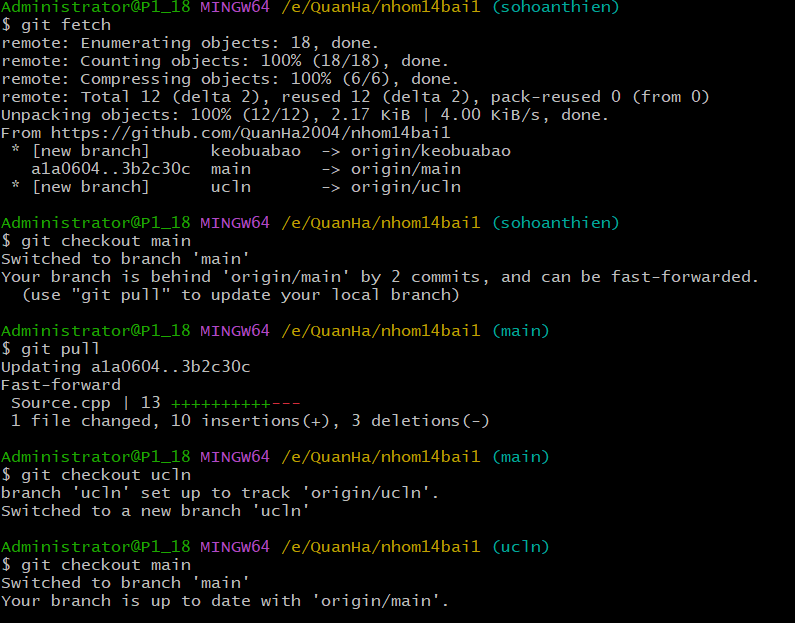 Administrator@P1_18 MINGW64 /e/QuanHa/nhom14bai1 (sohoanthien)
$ git fetch
remote: Enumerating objects: 18, done.
remote: Counting objects: 100% (18/18), done.
remote: Compressing objects: 100% (6/6), done.
remote: Total 12 (delta 2), reused 12 (delta 2), pack-reused 0 (from 0)
Unpacking objects: 100% (12/12), 2.17 KiB | 4.00 KiB/s, done.
From https://github.com/QuanHa2004/nhom14bai1
 * [new branch]      keobuabao  -> origin/keobuabao
   a1a0604..3b2c30c  main       -> origin/main
 * [new branch]      ucln       -> origin/ucln

Administrator@P1_18 MINGW64 /e/QuanHa/nhom14bai1 (sohoanthien)
$ git checkout main
Switched to branch 'main'
Your branch is behind 'origin/main' by 2 commits, and can be fast-forwarded.
  (use "git pull" to update your local branch)

Administrator@P1_18 MINGW64 /e/QuanHa/nhom14bai1 (main)
$ git pull
Updating a1a0604..3b2c30c
Fast-forward
 Source.cpp | 13 ++++++++++---
 1 file changed, 10 insertions(+), 3 deletions(-)

Administrator@P1_18 MINGW64 /e/QuanHa/nhom14bai1 (main)
$ git checkout ucln
branch 'ucln' set up to track 'origin/ucln'.
Switched to a new branch 'ucln'

Administrator@P1_18 MINGW64 /e/QuanHa/nhom14bai1 (ucln)
$ git checkout main
Switched to branch 'main'
Your branch is up to date with 'origin/main'.